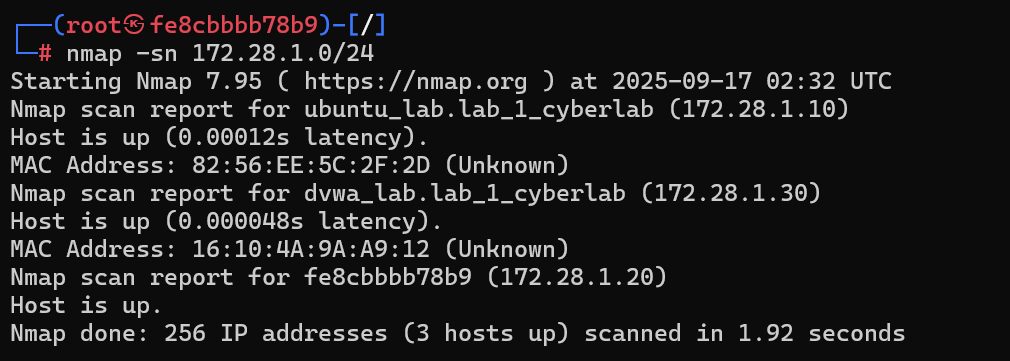 ┌──(root㉿fe8cbbbb78b9)-[/]
└─# nmap -sn 172.28.1.0/24
Starting Nmap 7.95 ( https://nmap.org ) at 2025-09-17 02:32 UTC
Nmap scan report for ubuntu_lab.lab_1_cyberlab (172.28.1.10)
Host is up (0.00012s latency).
MAC Address: 82:56:EE:5C:2F:2D (Unknown)
Nmap scan report for dvwa_lab.lab_1_cyberlab (172.28.1.30)
Host is up (0.000048s latency).
MAC Address: 16:10:4A:9A:A9:12 (Unknown)
Nmap scan report for fe8cbbbb78b9 (172.28.1.20)
Host is up.
Nmap done: 256 IP addresses (3 hosts up) scanned in 1.92 seconds